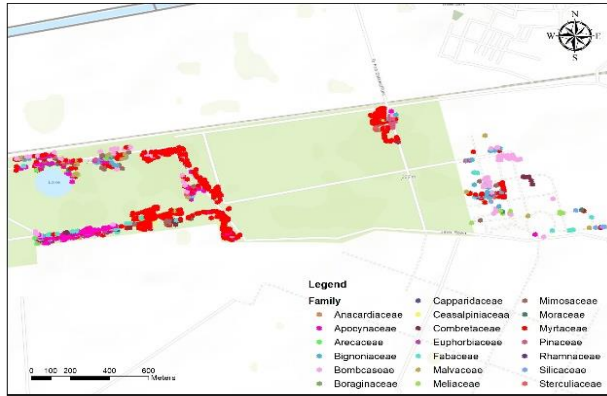 N
W E
S
Legend
Family
Anacardiaceae
Apocynaceae
Arecaceae
Bignoniaceae
Bombcaseae
Boraginaceae
Capparidaceae
Ceasalpiniaceaa
Combretaceae
Euphorbiaceae
Fabaceae
Malvaceae
Meliaceae
Mimosaceae
Moraceae
Myrtaceae
Pinaceae
Rhamnaceae
Silicaceae
Sterculiaceae
0 100 200 400 600
Meters